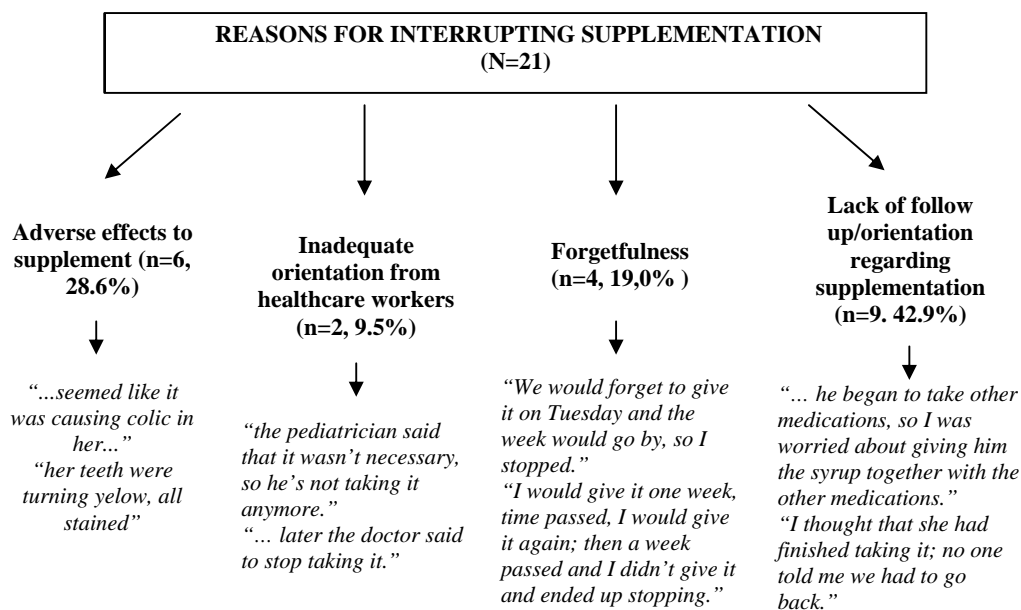 REASONS FOR INTERRUPTING SUPPLEMENTATION
(N=21)
Adverse effects to
supplement (n=6,
28.6%)
“...seemed like it
was causing colic in
her...”
“her teeth were
turning yelow, all
stained”
Inadequate
orientation from
healthcare workers
(n=2, 9.5%)
“the pediatrician said
that it wasn’t necessary,
so he’s not taking it
anymore.”
“… later the doctor said
to stop taking it.”
Forgetfulness
(n=4, 19,0% )
“We would forget to give
it on Tuesday and the
week would go by, so I
stopped.”
“I would give it one week,
time passed, I would give
it again; then a week
passed and I didn’t give it
and ended up stopping.”
Lack of follow
up/orientation
regarding
supplementation
(n=9. 42.9%)
“… he began to take other
medications, so I was
worried about giving him
the syrup together with the
other medications.”
“I thought that she had
finished taking it; no one
told me we had to go
back.”